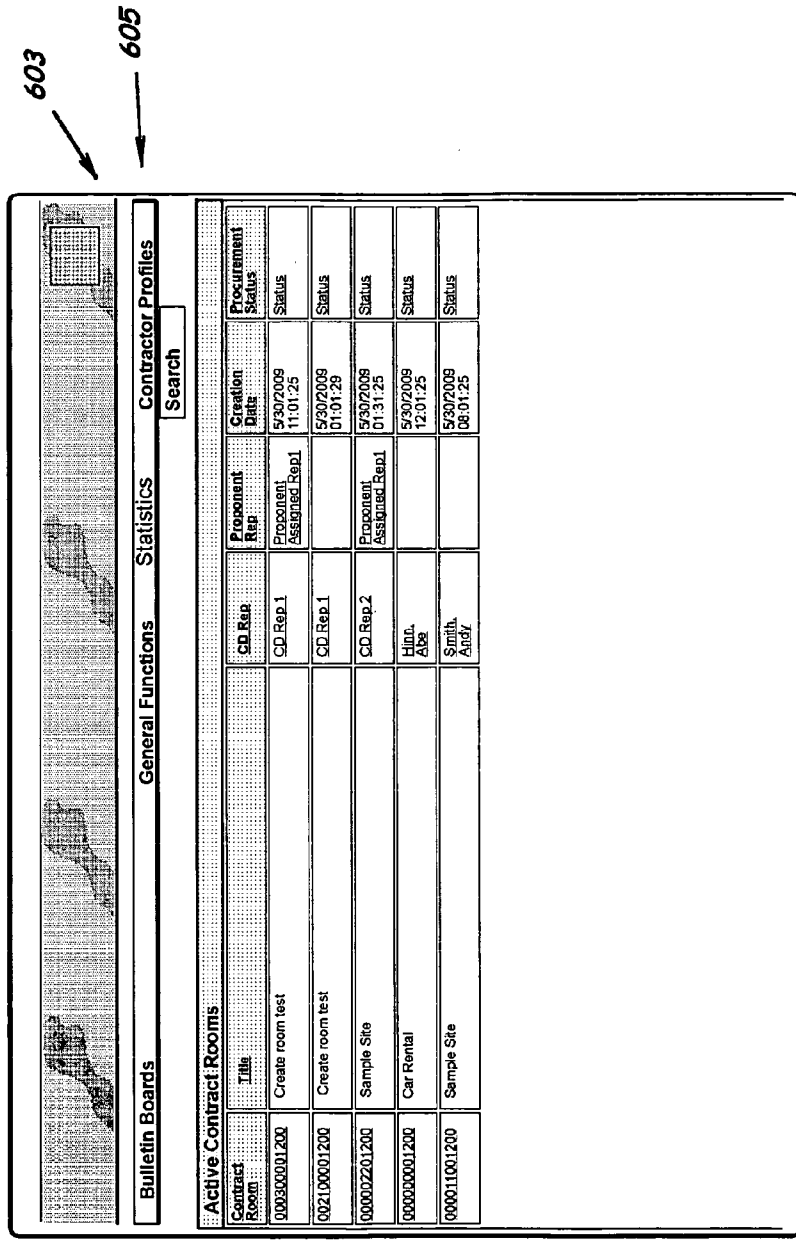 603
605
Bulletin Boards General Functions Statistics Contractor Profiles
Search
Active Contract Rooms
Contract Room Title CD Rep Proponent Rep Creation Date Procurement Status
000300001200 Create room test CD Rep 1 Proponent Assigned Rep1 5/30/2009 11:01:25 Status
002100001200 Create room test CD Rep 1 5/30/2009 01:01:29 Status
000002201200 Sample Site CD Rep 2 Proponent Assigned Rep1 5/30/2009 01:31:25 Status
000000001200 Car Rental Hinn, Abe 5/30/2009 12:01:25 Status
000011001200 Sample Site Smith, Andy 5/30/2009 08:01:25 Status